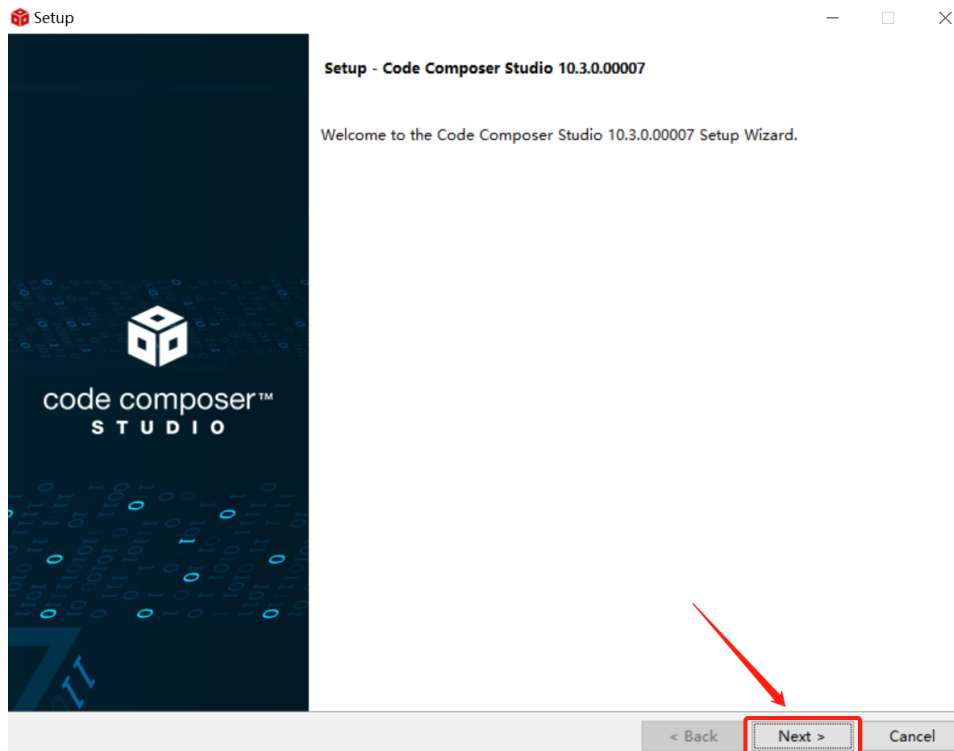 Setup
Setup - Code Composer Studio 10.3.0.00007
Welcome to the Code Composer Studio 10.3.0.00007 Setup Wizard.
code composer™
STUDIO
< Back
Next >
Cancel